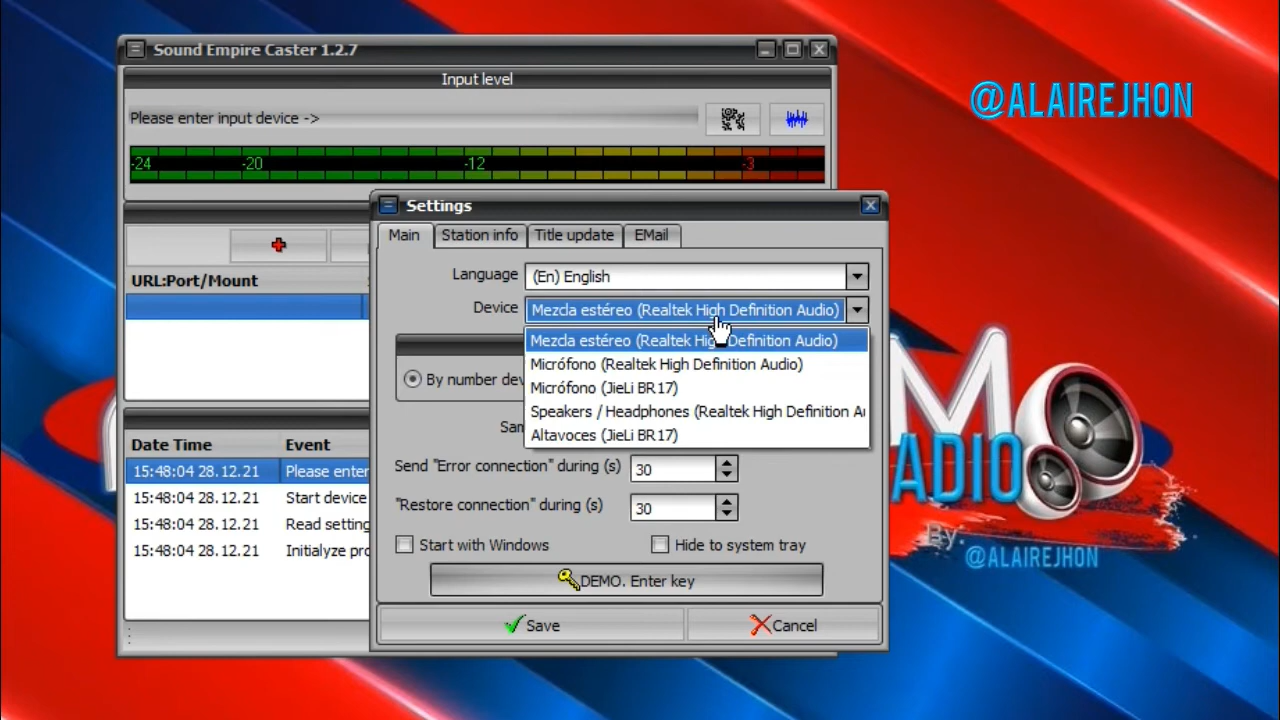 Sound Empire Caster 1.2.7
Input level
@ALAIREJHON
Please enter input device ->
-24 -20 -12 -3
Settings
Main Station info Title update EMail
URL:Port/Mount
Language (En) English
Device Mezcla estéreo (Realtek High Definition Audio)
Mezcla estéreo (Realtek High Definition Audio)
Micrófono (Realtek High Definition Audio)
Micrófono (JieLi BR17)
Speakers / Headphones (Realtek High Definition
Altavoces (JieLi BR17)
By number
Date Time Event
15:48:04 28.12.21 Please enter
15:48:04 28.12.21 Start device
15:48:04 28.12.21 Read
15:48:04 28.12.21 Initialyze
Send "Error connection" during (s) 30
"Restore connection" during (s) 30
Start with Windows Hide to system tray
DEMO. Enter key
Save Cancel
By.
@ALAIREJHON